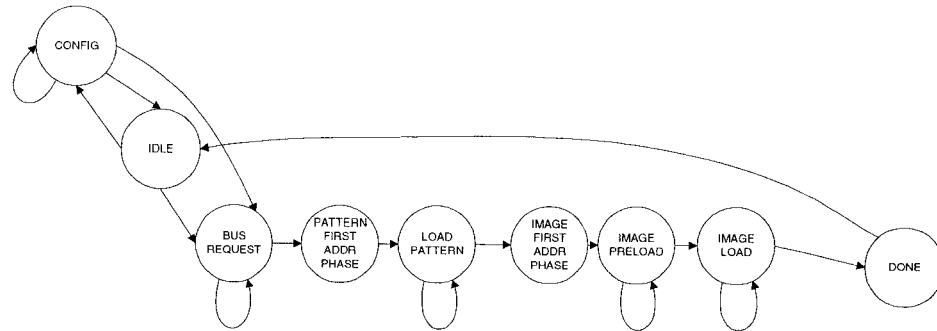 CONFIG
IDLE
BUS
REQUEST
PATTERN
FIRST
ADDR
PHASE
LOAD
PATTERN
IMAGE
FIRST
ADDR
PHASE
IMAGE
PRELOAD
IMAGE
LOAD
DONE